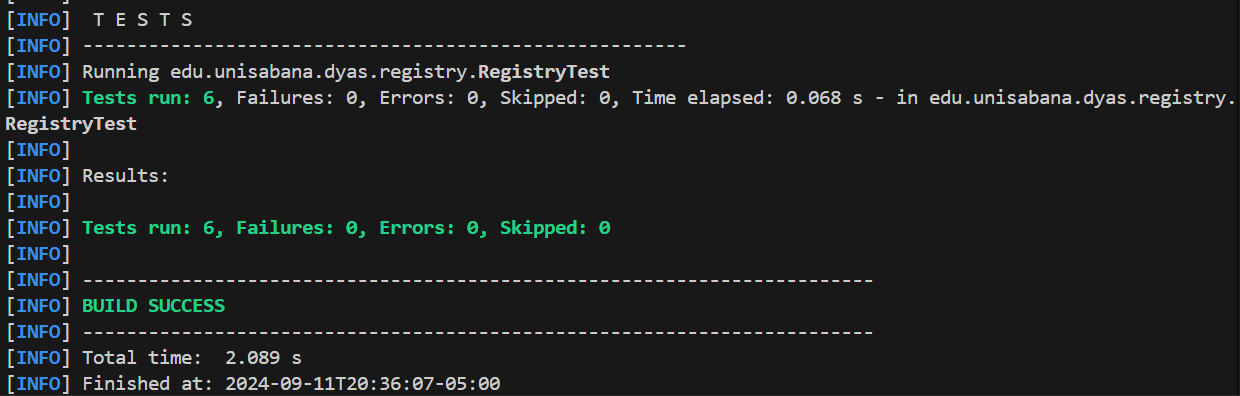 [INFO]  T E S T S
[INFO] -------------------------------------------------------
[INFO] Running edu.unisabana.dyas.registry.RegistryTest
[INFO] Tests run: 6, Failures: 0, Errors: 0, Skipped: 0, Time elapsed: 0.068 s - in edu.unisabana.dyas.registry.
RegistryTest
[INFO]
[INFO] Results:
[INFO]
[INFO] Tests run: 6, Failures: 0, Errors: 0, Skipped: 0
[INFO]
[INFO] ------------------------------------------------------------------------
[INFO] BUILD SUCCESS
[INFO] ------------------------------------------------------------------------
[INFO] Total time:  2.089 s
[INFO] Finished at: 2024-09-11T20:36:07-05:00